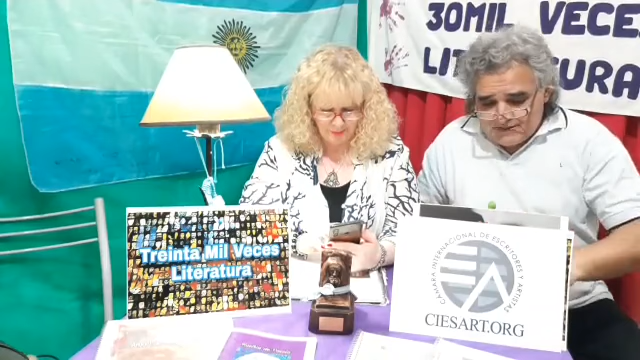 30MIL VECES
LITERATURA
Treinta Mil Veces
Literatura
CÁMARA INTERNACIONAL DE ESCRITORES Y ARTISTAS
CIESART.ORG